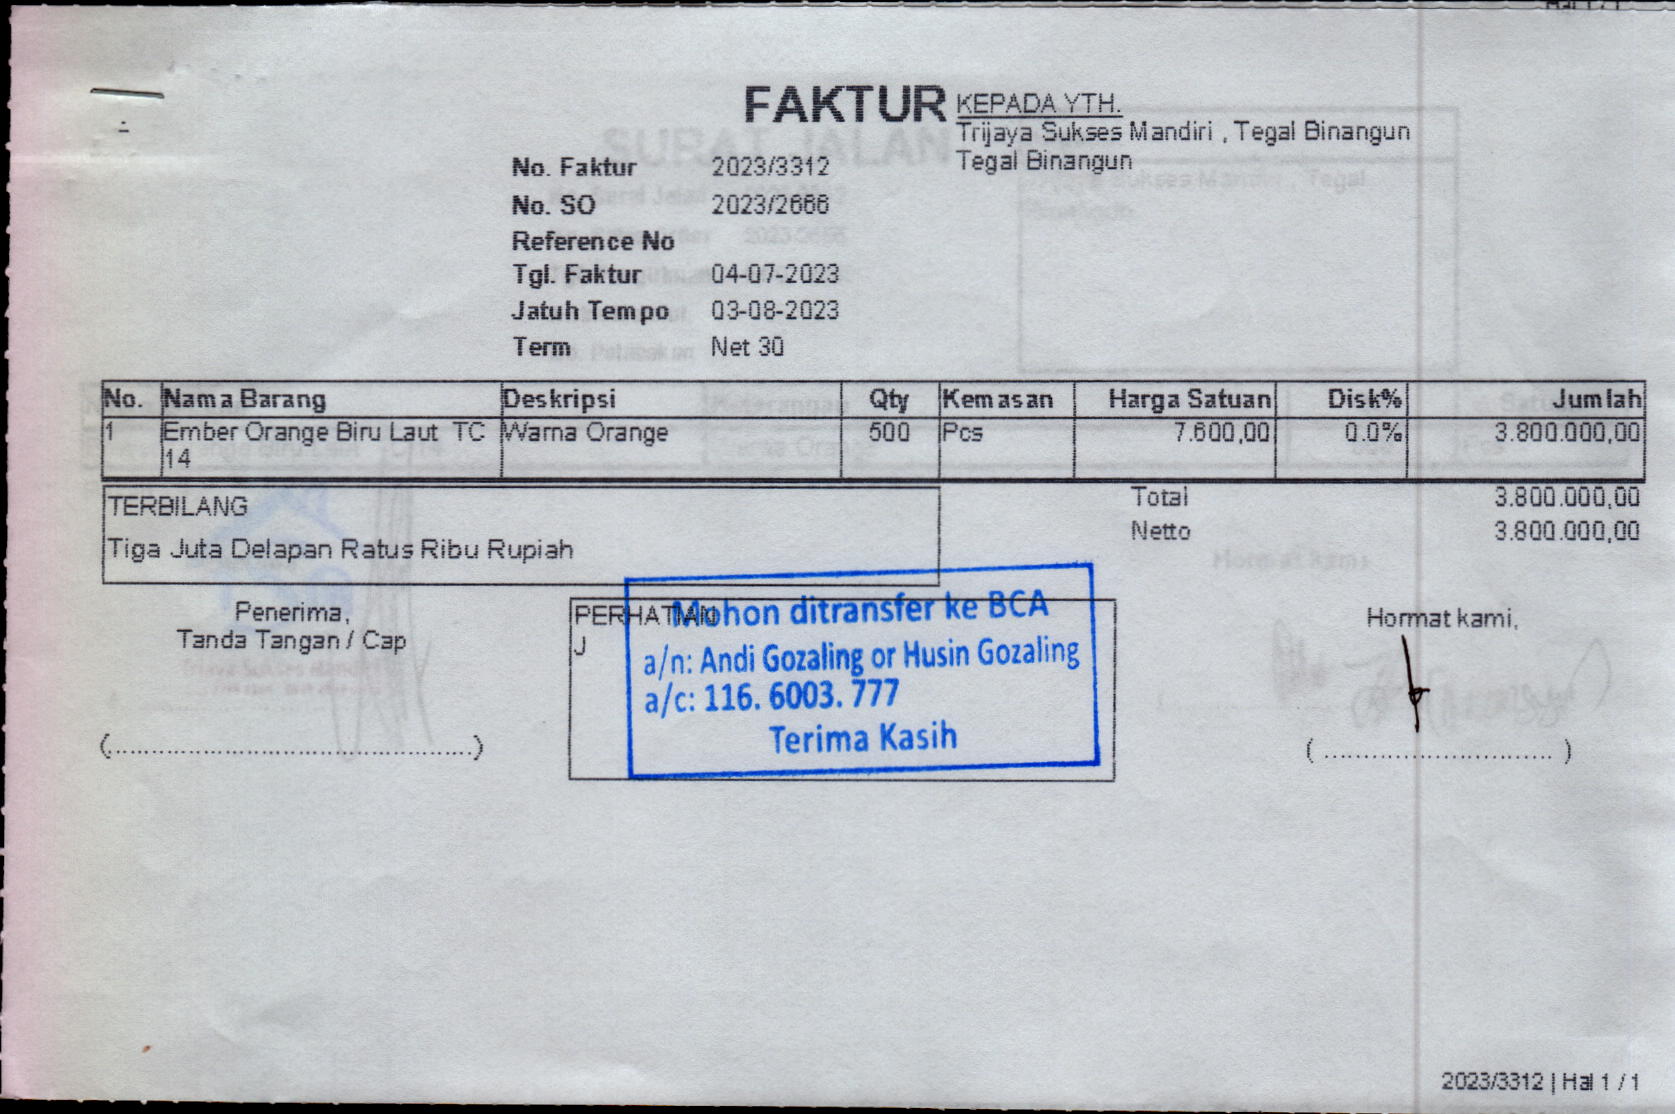 FAKTUR
KEPADA YTH.
Trijaya Sukses Mandiri , Tegal Binangun
Tegal Binangun
No. Faktur 2023/3312
No. SO 2023/2666
Reference No
Tgl. Faktur 04-07-2023
Jatuh Tempo 03-08-2023
Term Net 30
No. Nama Barang Deskripsi Qty Kemasan Harga Satuan Disk% Jumlah
1 Ember Orange Biru Laut TC Warna Orange 500 Pcs 7.600,00 0.0% 3.800.000,00
14
TERBILANG
Tiga Juta Delapan Ratus Ribu Rupiah
Total 3.800.000,00
Netto 3.800.000,00
Penerima,
Tanda Tangan / Cap
PERHATIAN
J
Mohon ditransfer ke BCA
a/n: Andi Gozaling or Husin Gozaling
a/c: 116. 6003. 777
Terima Kasih
Hormat kami,
2023/3312 | Hal 1 / 1